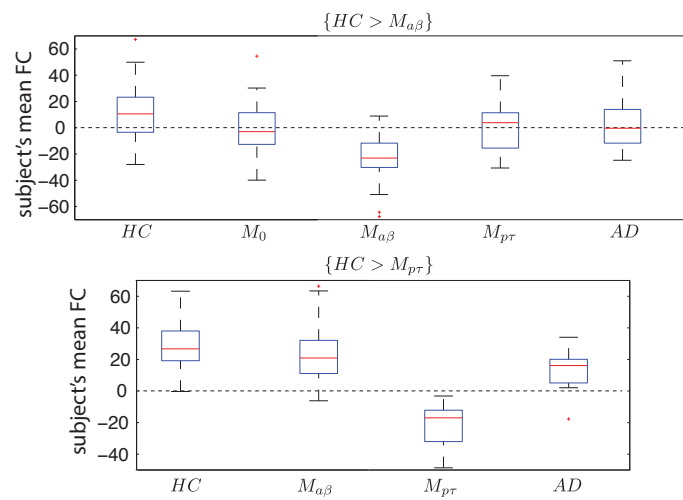 {HC > M_{aβ}}
subject's mean FC
60
40
20
0
−20
−40
−60
HC M_0 M_{aβ} M_{pτ} AD
{HC > M_{pτ}}
subject's mean FC
60
40
20
0
−20
−40
HC M_{aβ} M_{pτ} AD